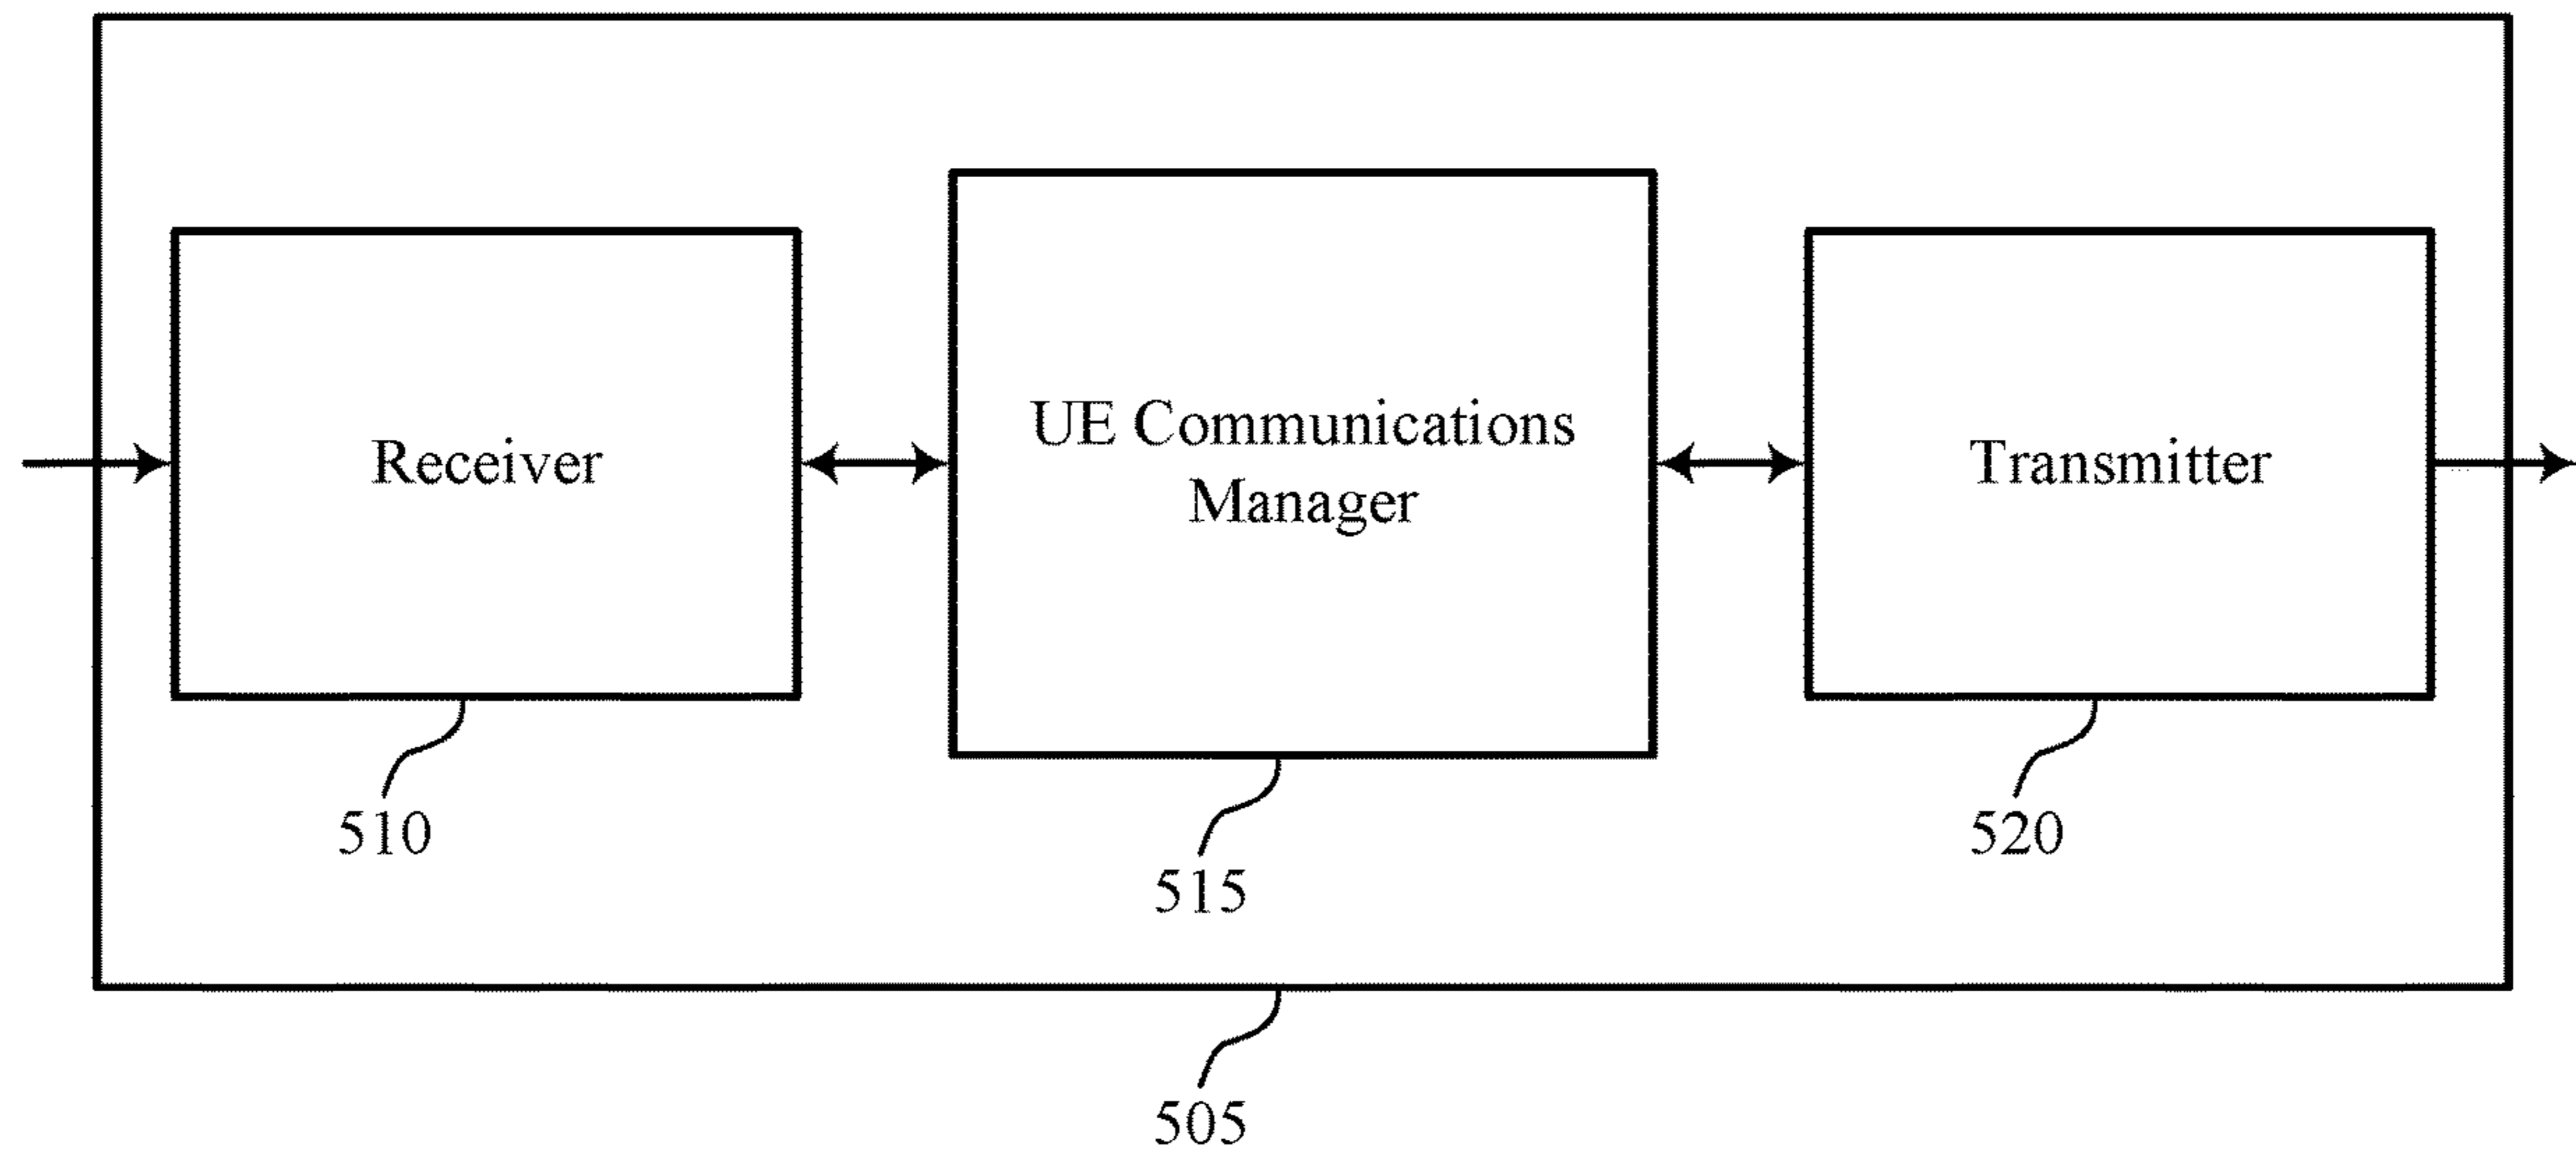 Receiver
UE Communications
Manager
Transmitter
510
515
520
505